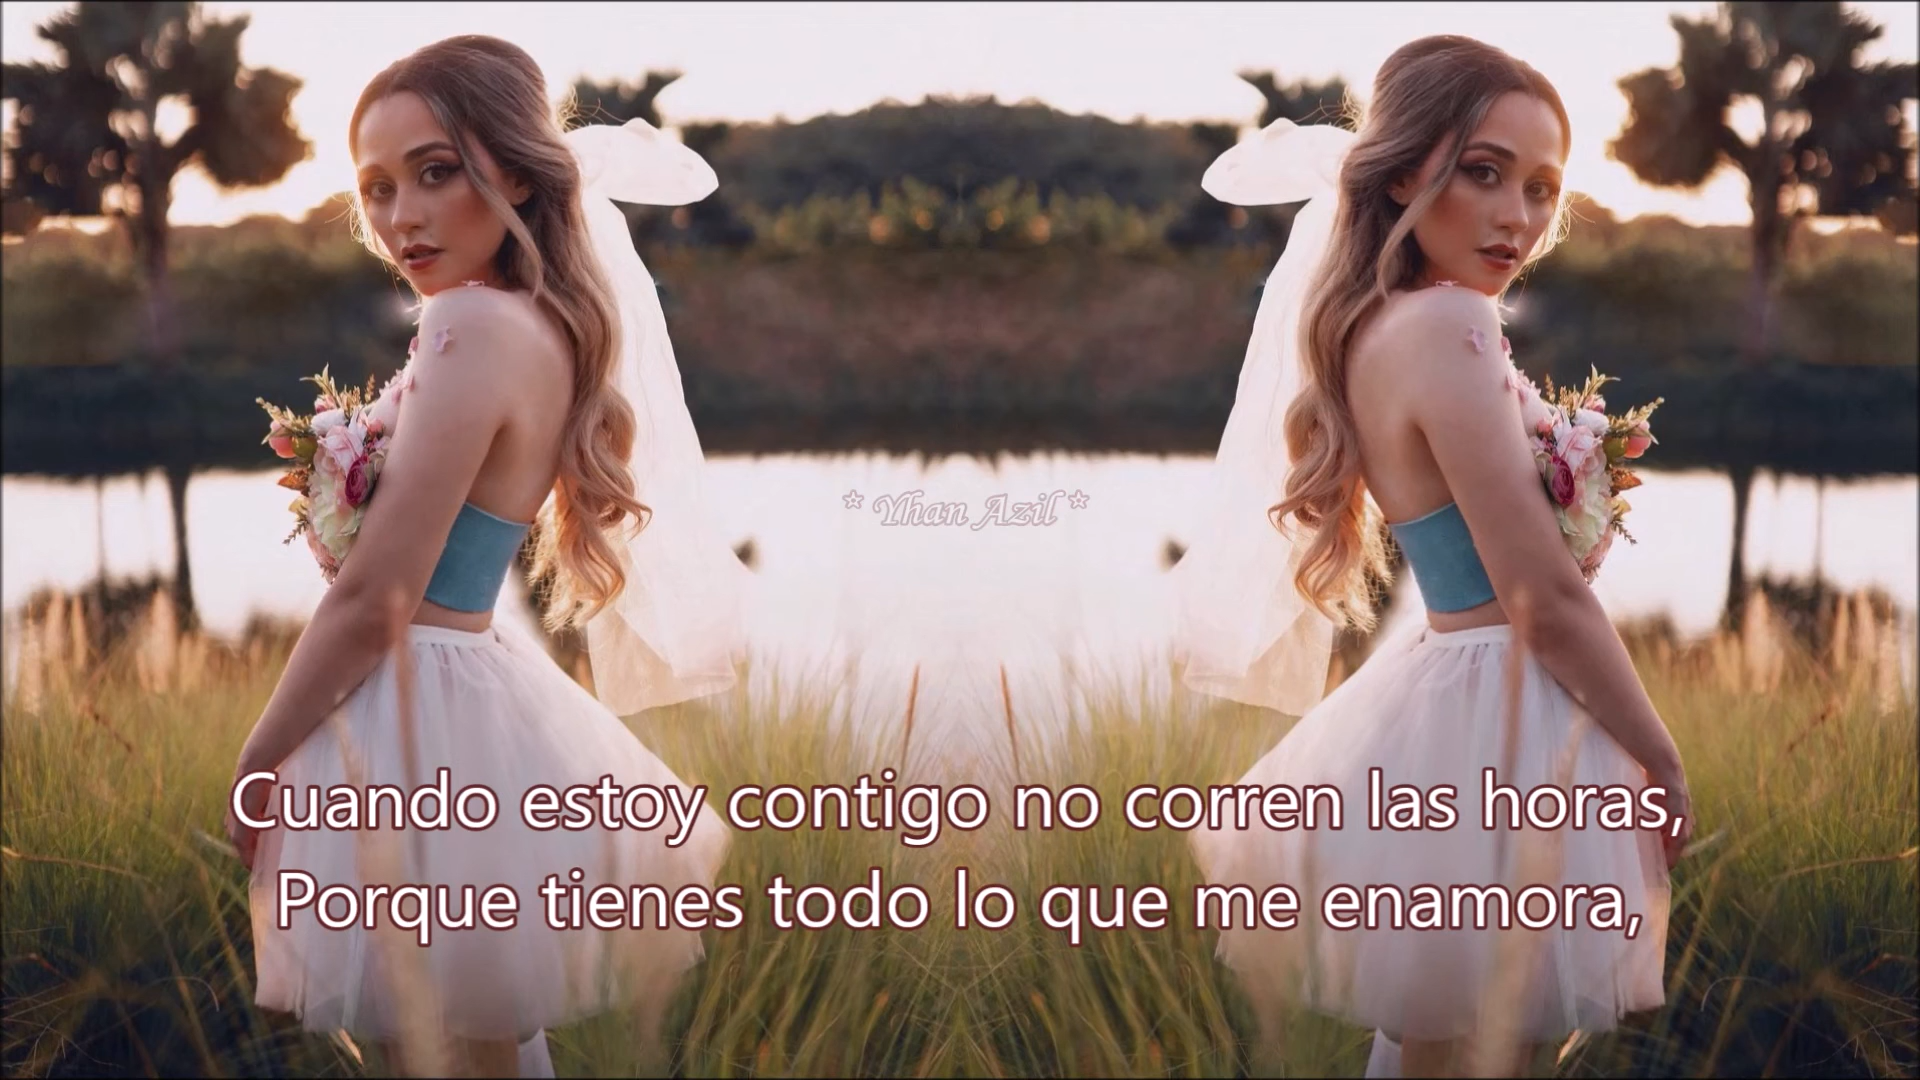 * Yhan Azil *
Cuando estoy contigo no corren las horas,
Porque tienes todo lo que me enamora,